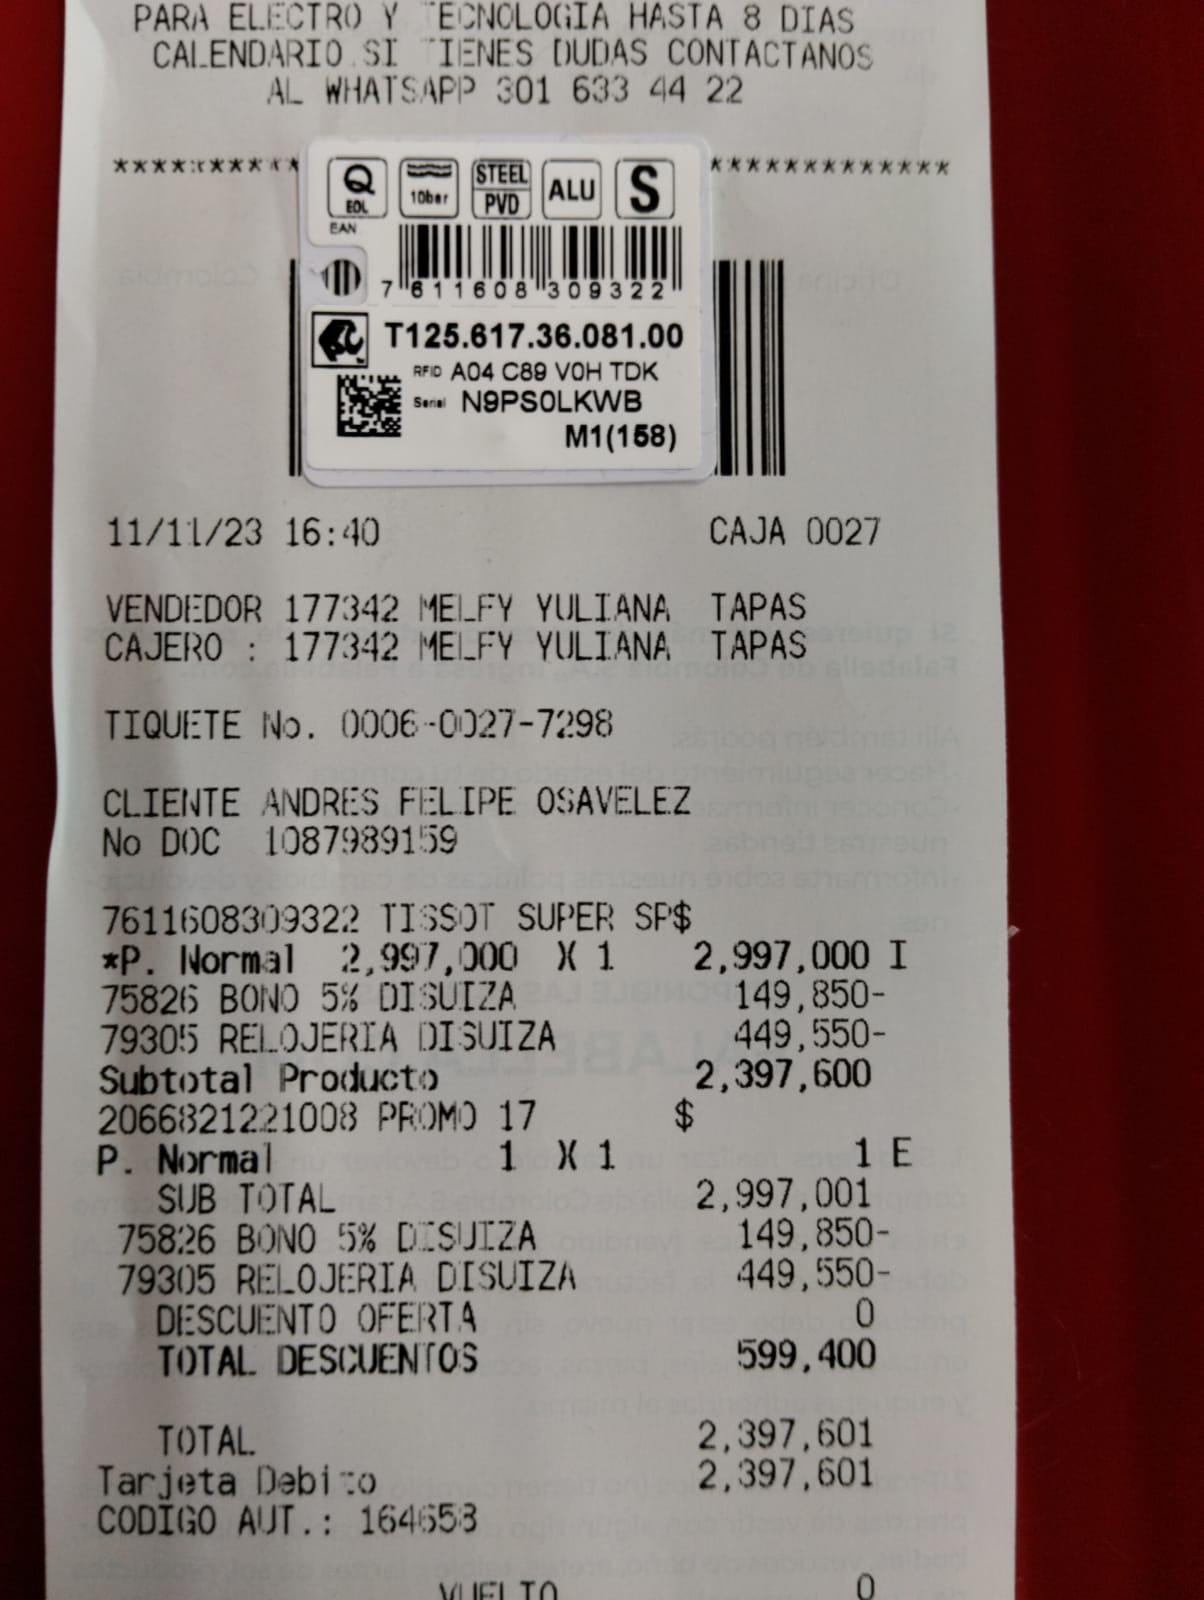 PARA ELECTRO Y TECNOLOGIA HASTA 8 DIAS
CALENDARIO SI TIENES DUDAS CONTACTANOS
AL WHATSAPP 301 633 44 22
Q EOL 10bar STEEL PVD ALU S
EAN
7 611608 309322
T125.617.36.081.00
RFID A04 C89 V0H TDK
Serial N9PS0LKWB
M1(158)
11/11/23 16:40 CAJA 0027
VENDEDOR 177342 MELFY YULIANA TAPAS
CAJERO : 177342 MELFY YULIANA TAPAS
TIQUETE No. 0006-0027-7298
CLIENTE ANDRES FELIPE OSAVELEZ
No DOC 1087989159
7611608309322 TISSOT SUPER SP$
*P. Normal 2,997,000 X 1 2,997,000 I
75826 BONO 5% DISUIZA 149,850-
79305 RELOJERIA DISUIZA 449,550-
Subtotal Producto 2,397,600
2066821221008 PROMO 17 $
P. Normal 1 X 1 1 E
SUB TOTAL 2,997,001
75826 BONO 5% DISUIZA 149,850-
79305 RELOJERIA DISUIZA 449,550-
DESCUENTO OFERTA 0
TOTAL DESCUENTOS 599,400
TOTAL 2,397,601
Tarjeta Debito 2,397,601
CODIGO AUT.: 164653
VUELTO 0